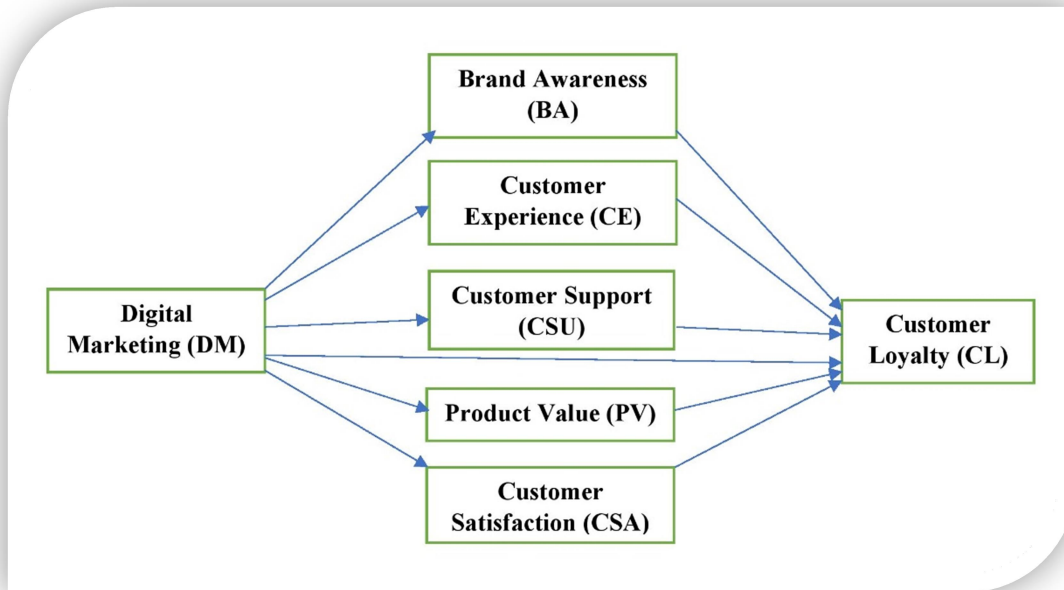 Brand Awareness
(BA)
Customer
Experience (CE)
Customer Support
(CSU)
Digital
Marketing (DM)
Customer
Loyalty (CL)
Product Value (PV)
Customer
Satisfaction (CSA)